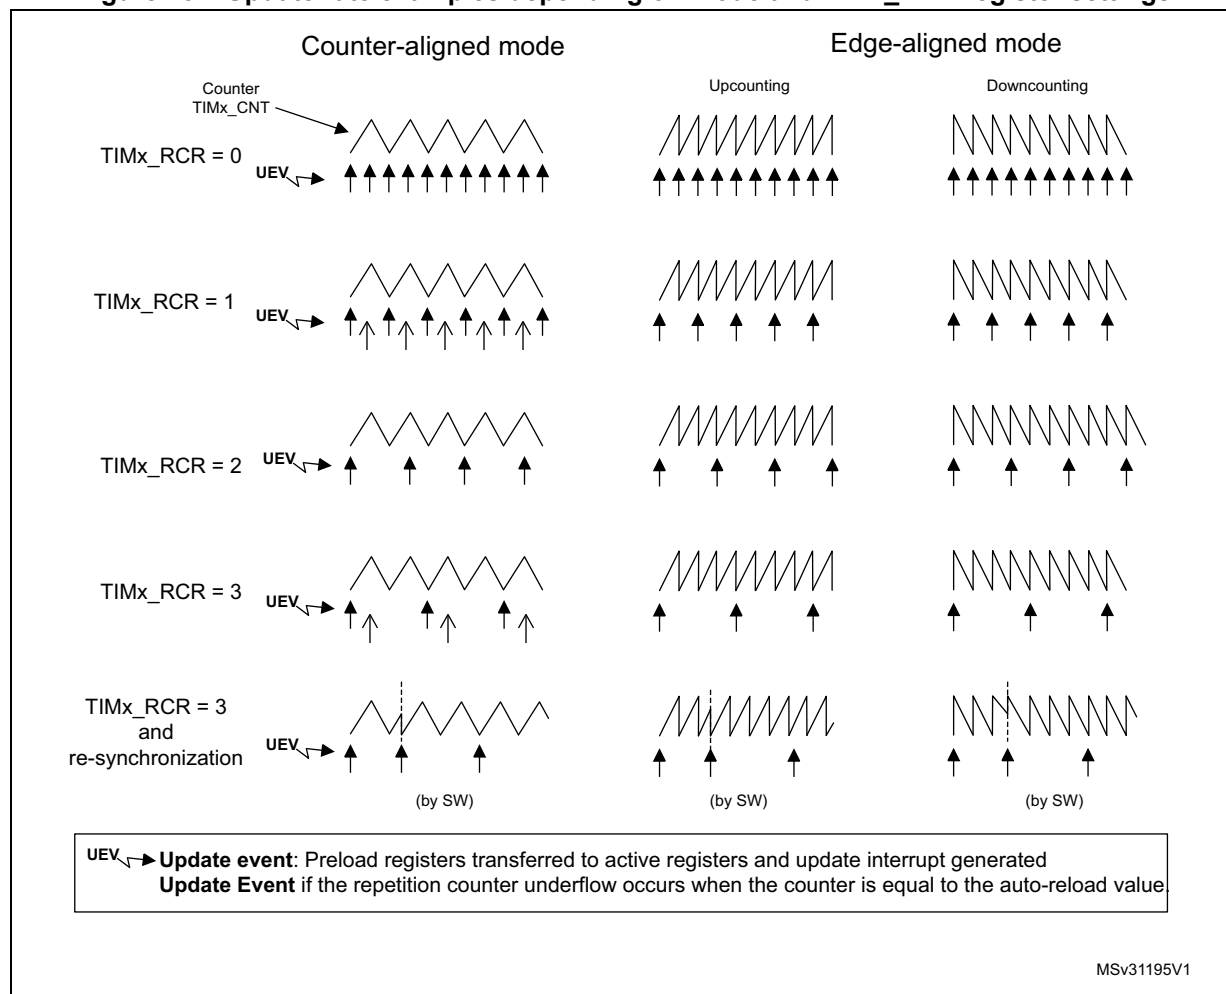 Counter-aligned mode
Edge-aligned mode
Counter
TIMx_CNT
Upcounting
Downcounting
TIMx_RCR = 0
UEV
TIMx_RCR = 1
UEV
TIMx_RCR = 2
UEV
TIMx_RCR = 3
UEV
TIMx_RCR = 3
and
re-synchronization
UEV
(by SW)
(by SW)
(by SW)
UEV Update event: Preload registers transferred to active registers and update interrupt generated
Update Event if the repetition counter underflow occurs when the counter is equal to the auto-reload value.
MSv31195V1